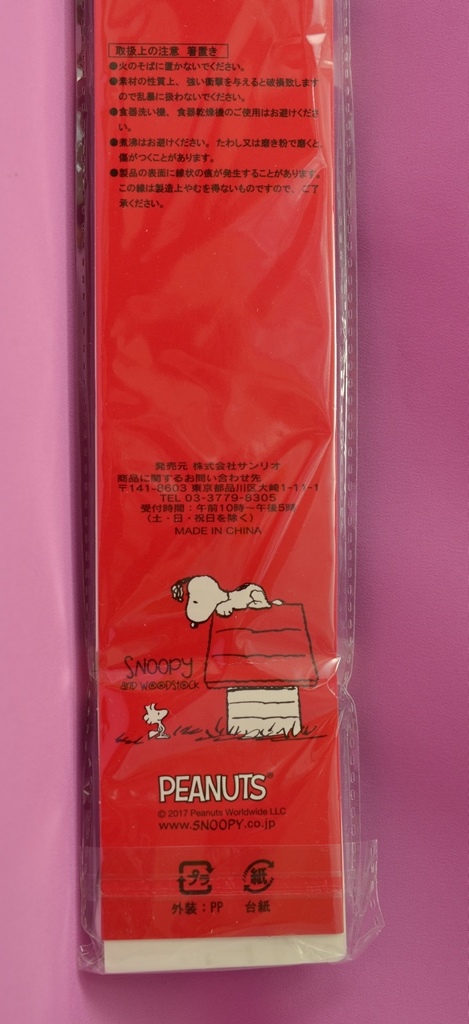 取扱上の注意 箸置き
●火のそばに置かないでください。
●素材の性質上、強い衝撃を与えると破損致します
ので乱暴に扱わないでください。
●食器洗い機、食器乾燥機のご使用はお避けくださ
い。
●煮沸はお避けください。たわし又は磨き粉で磨くと、
傷がつくことがあります。
●製品の表面に線状の痕が発生することがあります。
この線は製造上やむを得ないものですので、ご了
承ください。
発売元 株式会社サンリオ
商品に関するお問い合わせ先
〒141-8603 東京都品川区大崎1-11-1
TEL 03-3779-8305
受付時間：午前10時〜午後5時
（土・日・祝日を除く）
MADE IN CHINA
SNOOPY
AND WOODSTOCK
PEANUTS®
© 2017 Peanuts Worldwide LLC
www.SNOOPY.co.jp
プラ 紙
外装：PP 台紙